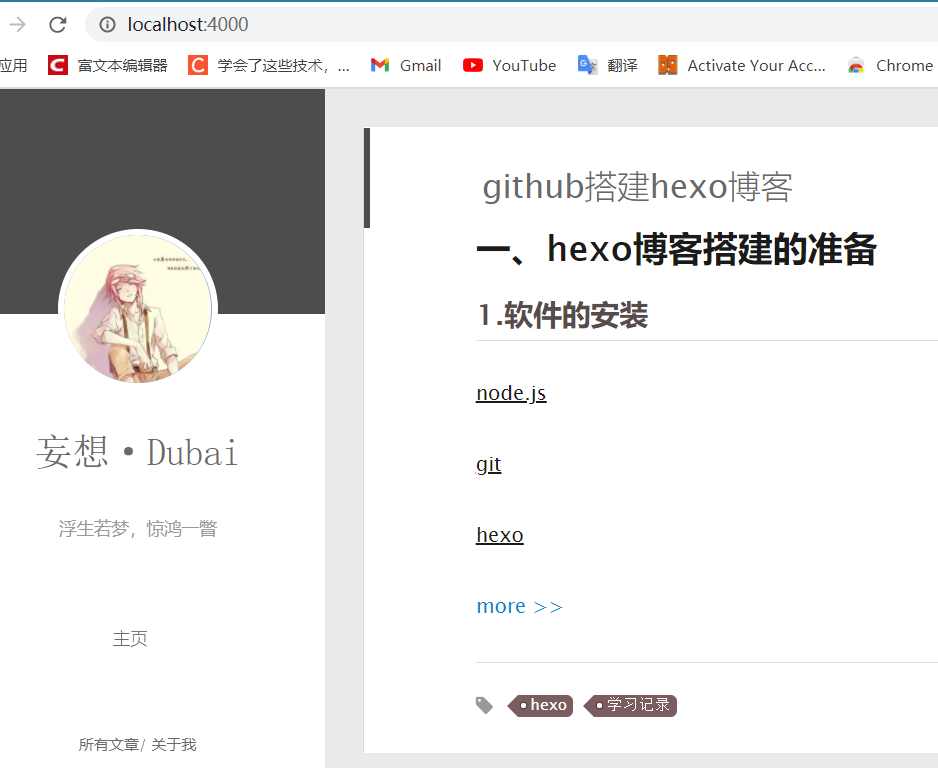 localhost:4000
应用 富文本编辑器 学会了这些技术，... Gmail YouTube 翻译 Activate Your Acc... Chrome
妄想·Dubai
浮生若梦，惊鸿一瞥
主页
所有文章/ 关于我
github搭建hexo博客
一、hexo博客搭建的准备
1.软件的安装
node.js
git
hexo
more >>
hexo 学习记录